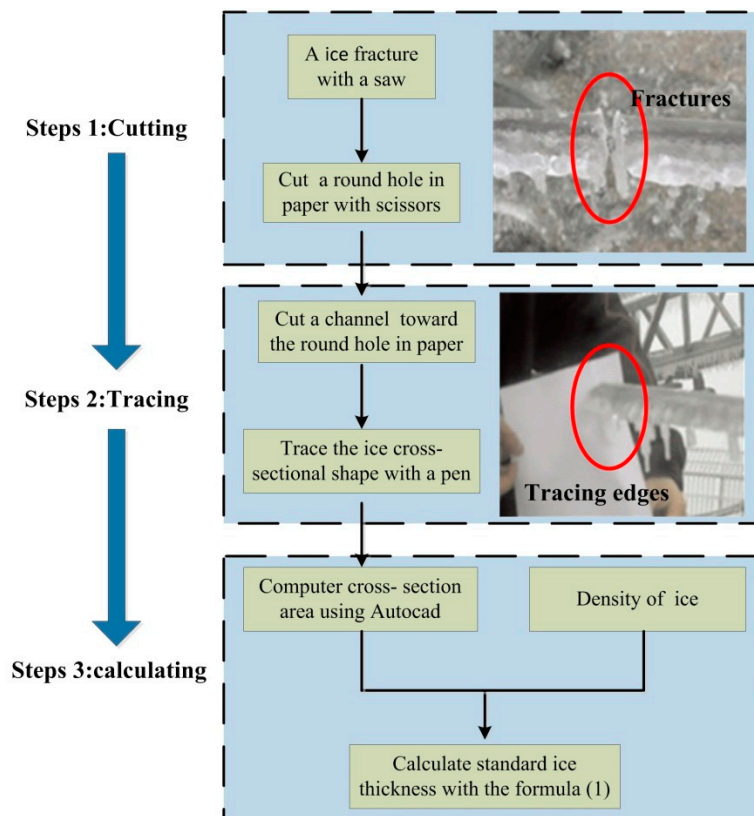 A ice fracture
with a saw
Fractures
Steps 1:Cutting
Cut a round hole in
paper with scissors
Cut a channel toward
the round hole in paper
Steps 2:Tracing
Trace the ice cross-
sectional shape with a pen
Tracing edges
Computer cross- section
area using Autocad
Density of ice
Steps 3:calculating
Calculate standard ice
thickness with the formula (1)